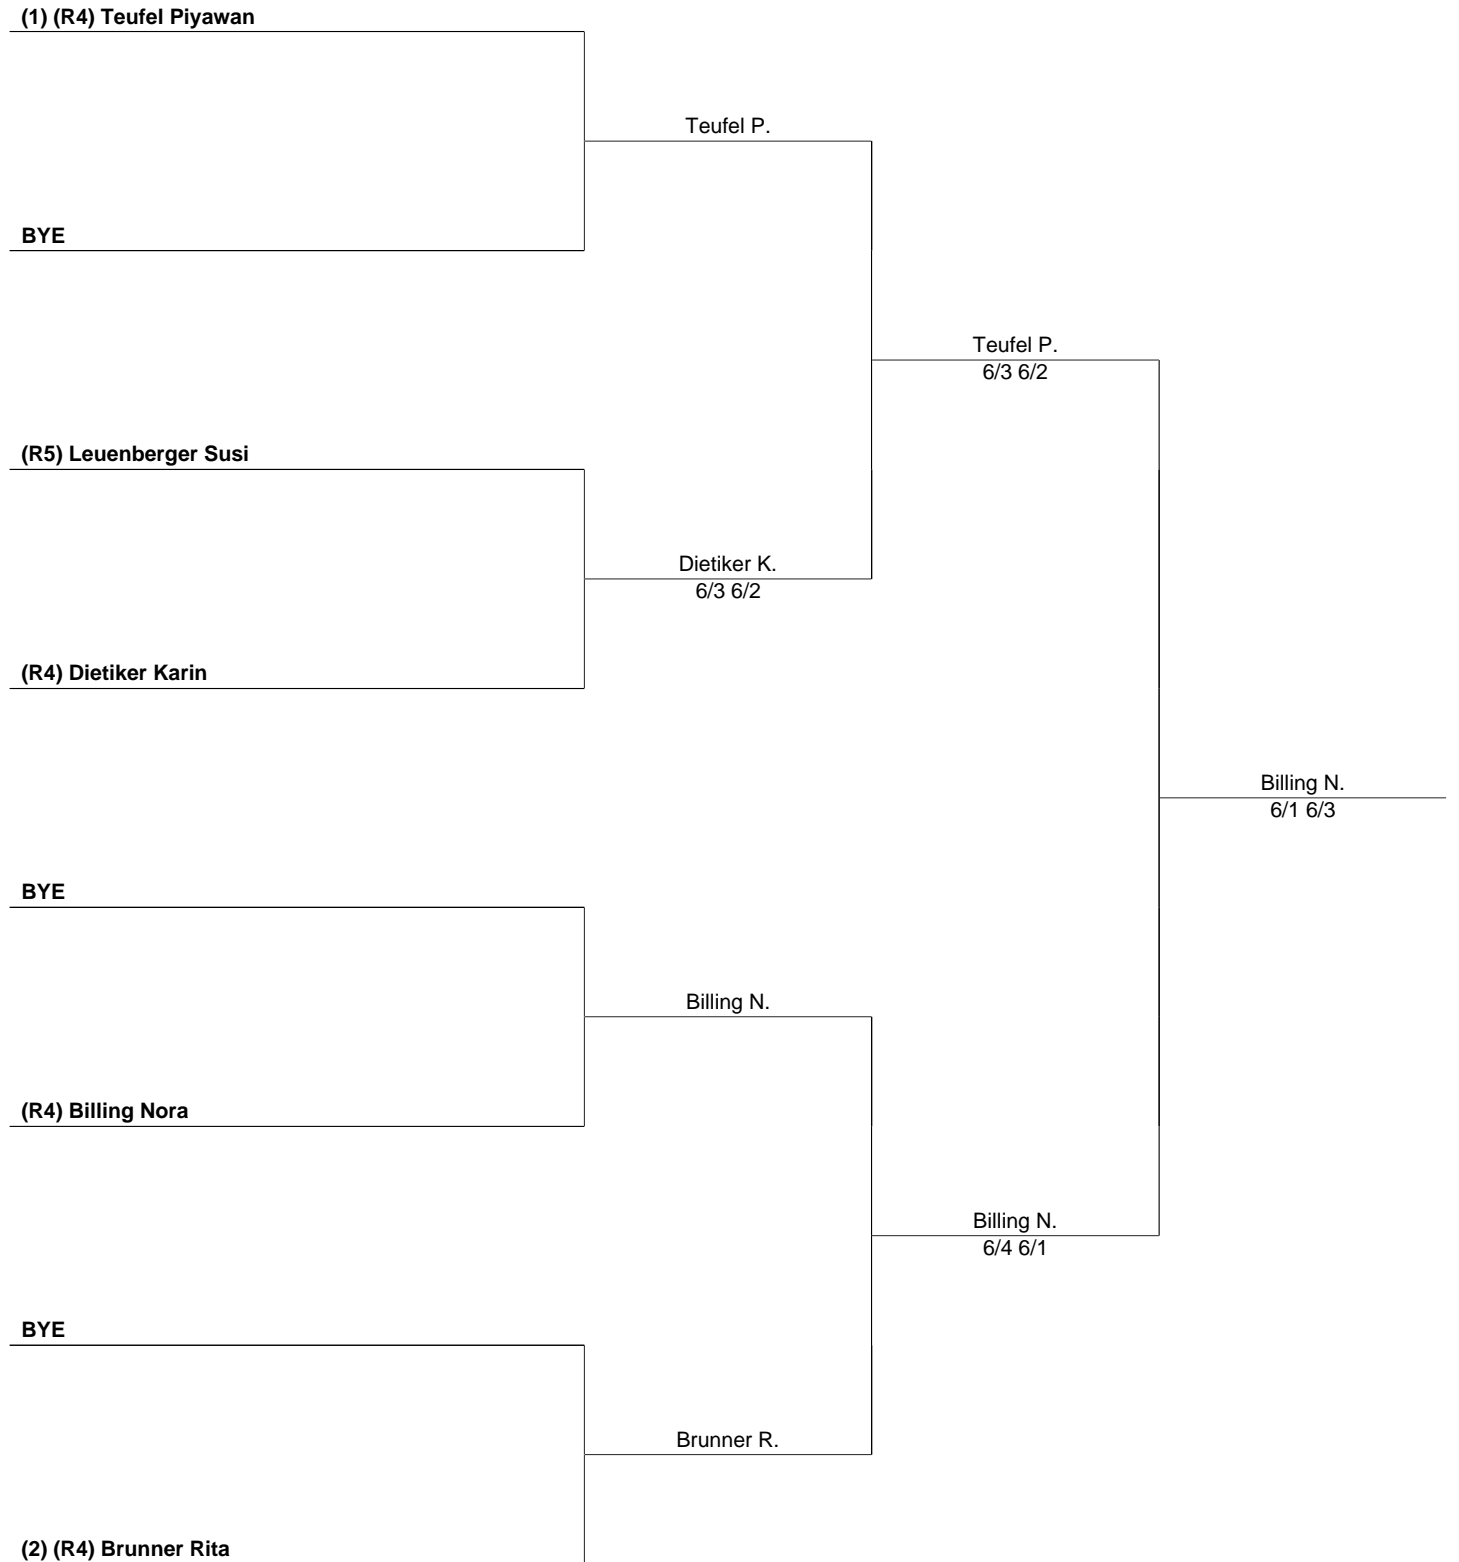 (1) (R4) Teufel Piyawan
Teufel P.
BYE
Teufel P.
6/3 6/2
(R5) Leuenberger Susi
Dietiker K.
6/3 6/2
(R4) Dietiker Karin
Billing N.
6/1 6/3
BYE
Billing N.
(R4) Billing Nora
Billing N.
6/4 6/1
BYE
Brunner R.
(2) (R4) Brunner Rita